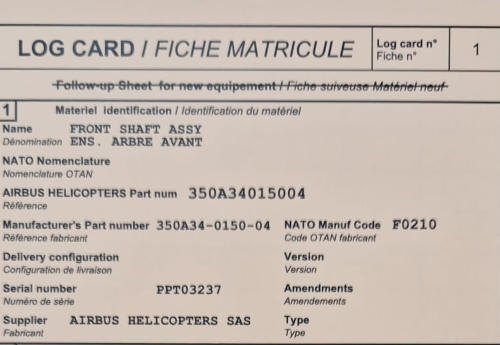 LOG CARD / FICHE MATRICULE
Log card n° 1
Fiche n°
Follow-up Sheet for new equipement / Fiche suiveuse Matériel neuf
1 Materiel Identification / Identification du matériel
Name FRONT SHAFT ASSY
Dénomination ENS. ARBRE AVANT
NATO Nomenclature
Nomenclature OTAN
AIRBUS HELICOPTERS Part num 350A34015004
Référence
Manufacturer's Part number 350A34-0150-04 NATO Manuf Code F0210
Référence fabricant Code OTAN fabricant
Delivery configuration Version
Configuration de livraison Version
Serial number PPT03237 Amendments
Numéro de série Amendements
Supplier AIRBUS HELICOPTERS SAS Type
Fabricant Type